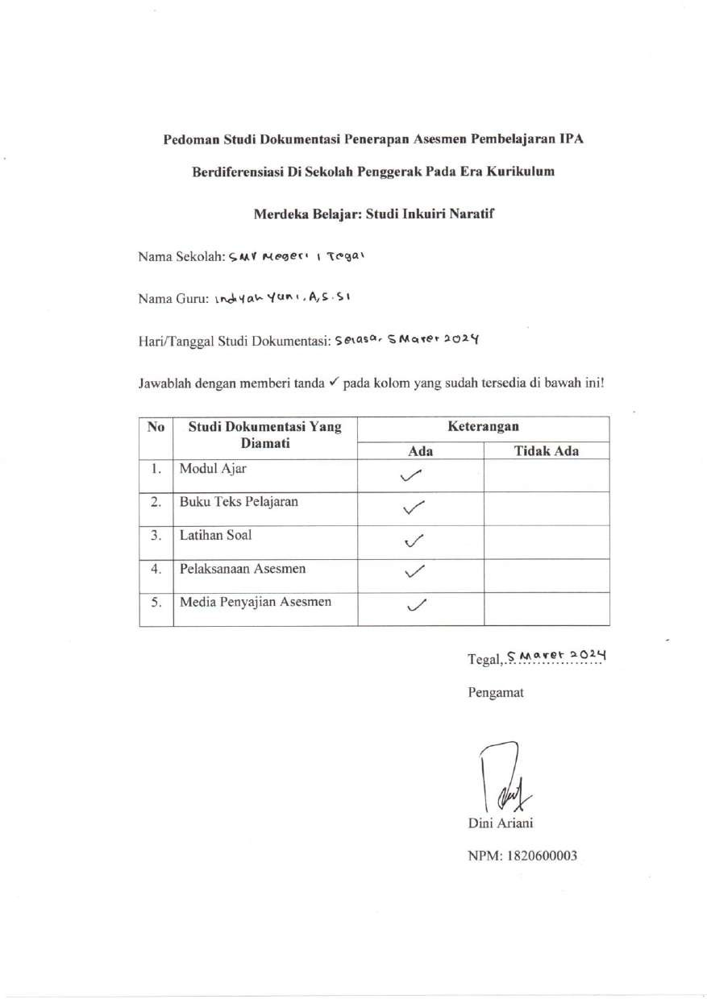 Pedoman Studi Dokumentasi Penerapan Asesmen Pembelajaran IPA
Berdiferensiasi Di Sekolah Penggerak Pada Era Kurikulum
Merdeka Belajar: Studi Inkuiri Naratif
Nama Sekolah: SMP Negeri 1 Tegal
Nama Guru: Indyah Yuni. A, S.Si
Hari/Tanggal Studi Dokumentasi: Selasa, 5 Maret 2024
Jawablah dengan memberi tanda ✓ pada kolom yang sudah tersedia di bawah ini!
No Studi Dokumentasi Yang Diamati Keterangan
Ada Tidak Ada
1. Modul Ajar ✓
2. Buku Teks Pelajaran ✓
3. Latihan Soal ✓
4. Pelaksanaan Asesmen ✓
5. Media Penyajian Asesmen ✓
Tegal, 5 Maret 2024
Pengamat
Dini Ariani
NPM: 1820600003